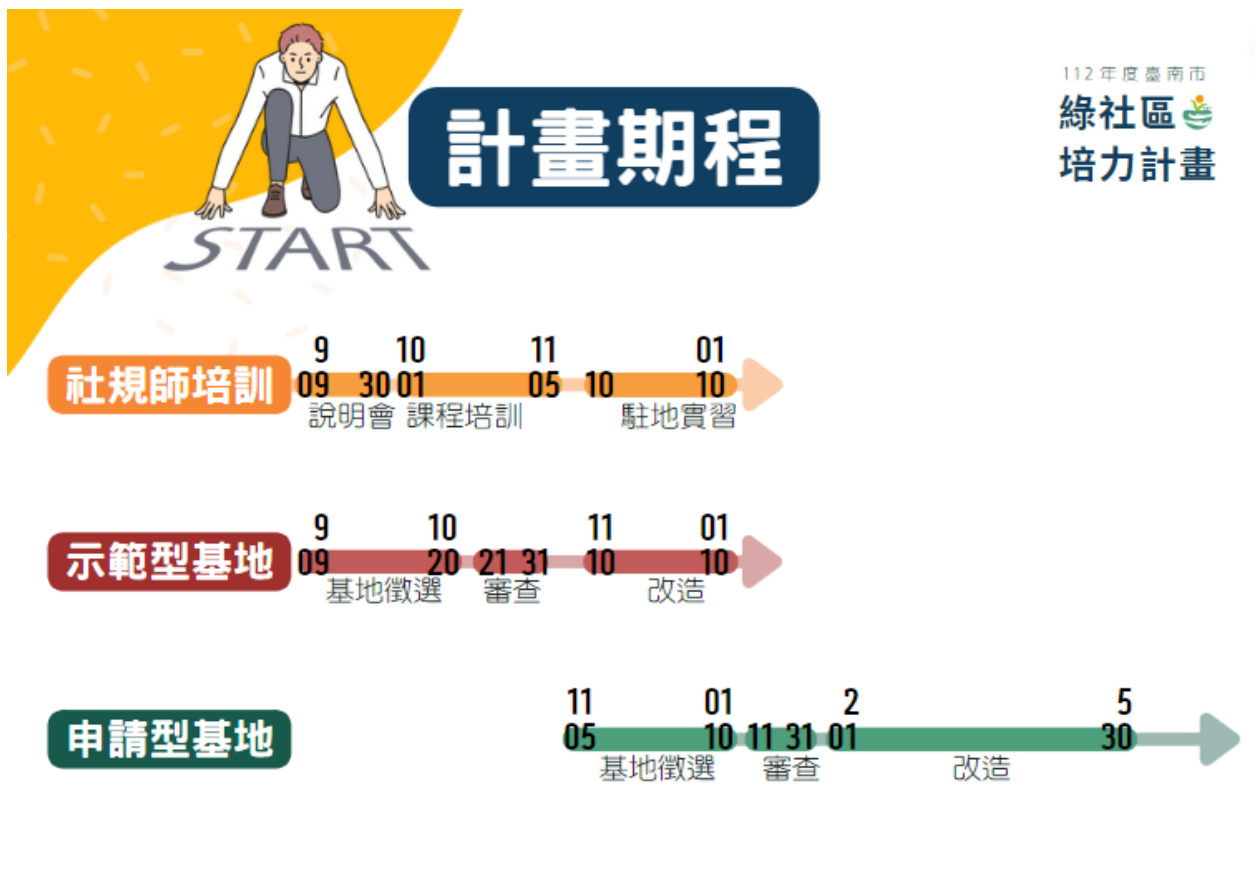 112年度臺南市
綠社區
培力計畫
計畫期程
START
9 10 11 01
社規師培訓 09 30 01 05 10 10
說明會 課程培訓 駐地實習
9 10 11 01
示範型基地 09 20 21 31 10 10
基地徵選 審查 改造
11 01 2 5
申請型基地 05 10 11 31 01 30
基地徵選 審查 改造